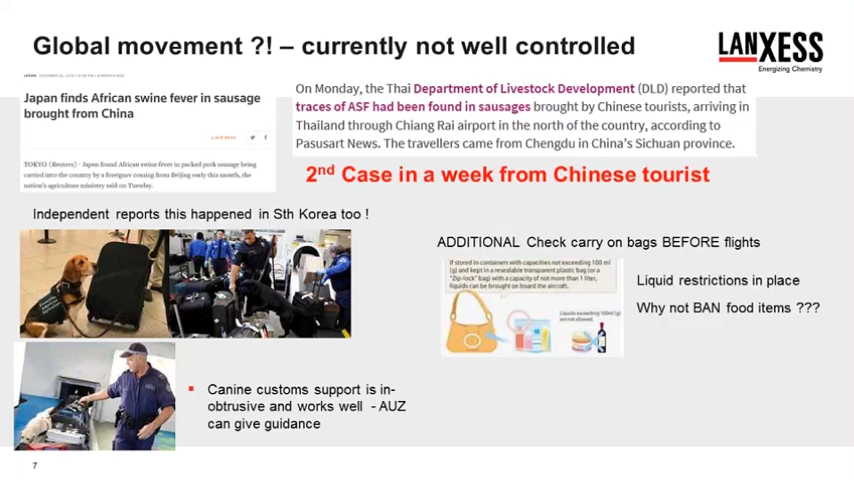 Global movement ?! – currently not well controlled
LANXESS
Energizing Chemistry
Japan finds African swine fever in sausage
brought from China
TOKYO (Reuters) - Japan found African swine fever in packed pork sausage being
carried into the country by a foreigner coming from Beijing early this month, the
nation's agriculture ministry said on Tuesday.
On Monday, the Thai Department of Livestock Development (DLD) reported that
traces of ASF had been found in sausages brought by Chinese tourists, arriving in
Thailand through Chiang Rai airport in the north of the country, according to
Pasusart News. The travellers came from Chengdu in China's Sichuan province.
2nd Case in a week from Chinese tourist
Independent reports this happened in Sth Korea too !
ADDITIONAL Check carry on bags BEFORE flights
If stored in containers with capacities not exceeding 100 ml
(g) and kept in a resealable transparent plastic bag (or a
"Zip-lock" bag) with a capacity of not more than 1 liter,
liquids can be brought on board the aircraft.
Liquids exceeding 100ml(g)
are not allowed.
Liquid restrictions in place
Why not BAN food items ???
Canine customs support is in-
obtrusive and works well - AUZ
can give guidance
7